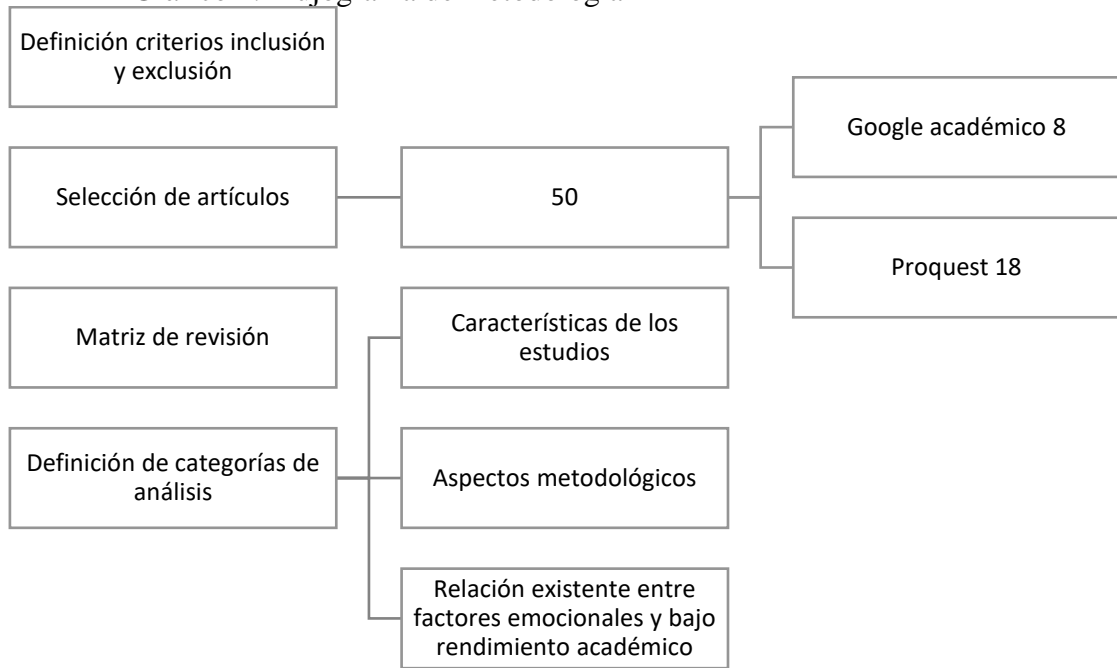 Definición criterios inclusión
y exclusión
Selección de artículos
50
Google académico 8
Proquest 18
Matriz de revisión
Definición de categorías de
análisis
Características de los
estudios
Aspectos metodológicos
Relación existente entre
factores emocionales y bajo
rendimiento académico